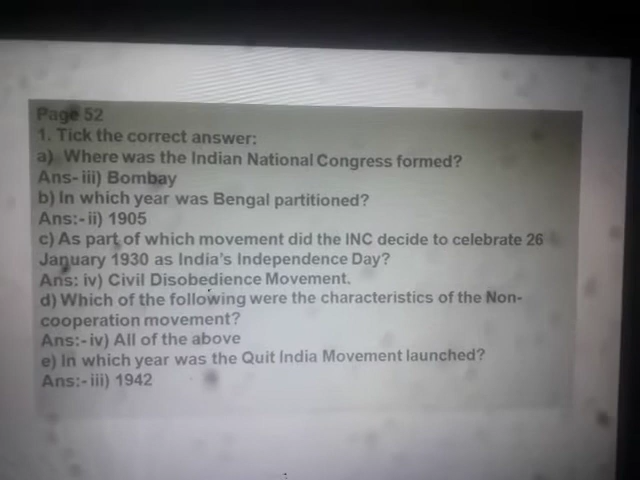 Page 52
1. Tick the correct answer:
a) Where was the Indian National Congress formed?
Ans- iii) Bombay
b) In which year was Bengal partitioned?
Ans:- ii) 1905
c) As part of which movement did the INC decide to celebrate 26
January 1930 as India's Independence Day?
Ans: iv) Civil Disobedience Movement.
d) Which of the following were the characteristics of the Non-
cooperation movement?
Ans:- iv) All of the above
e) In which year was the Quit India Movement launched?
Ans:- iii) 1942